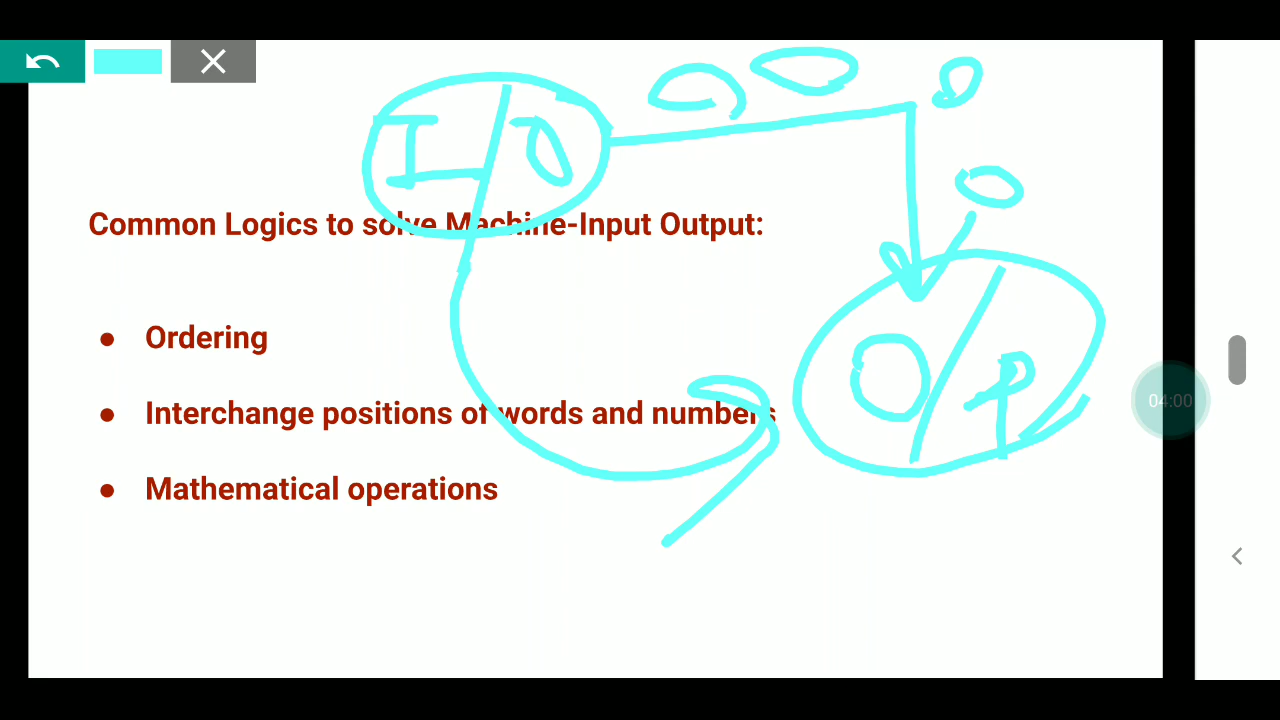 I/O
Common Logics to solve Machine-Input Output:
O/P
● Ordering
● Interchange positions of words and numbers
● Mathematical operations
04:00